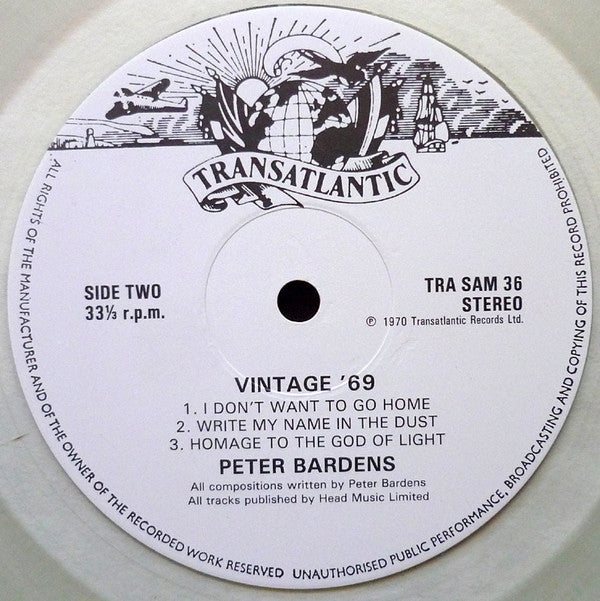 TRANSATLANTIC
SIDE TWO
33⅓ r.p.m.
TRA SAM 36
STEREO
℗ 1970 Transatlantic Records Ltd.
VINTAGE '69
1. I DON'T WANT TO GO HOME
2. WRITE MY NAME IN THE DUST
3. HOMAGE TO THE GOD OF LIGHT
PETER BARDENS
All compositions written by Peter Bardens
All tracks published by Head Music Limited
ALL RIGHTS OF THE MANUFACTURER AND OF THE OWNER OF THE RECORDED WORK RESERVED UNAUTHORISED PUBLIC PERFORMANCE, BROADCASTING AND COPYING OF THIS RECORD PROHIBITED